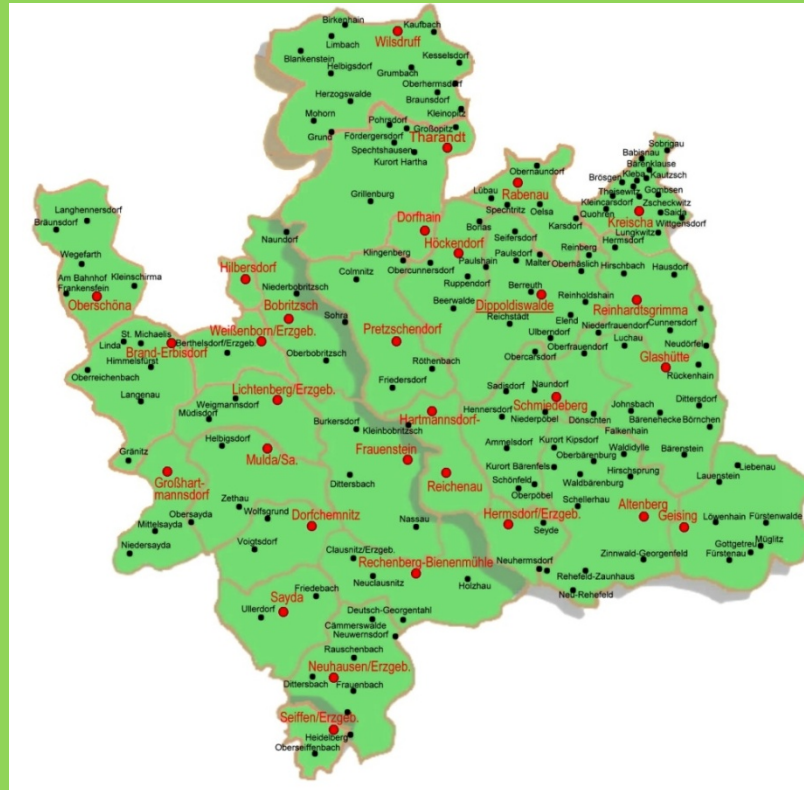 Birkenhain
Kaufbach
Wilsdruff
Limbach
Blankenstein
Kesselsdorf
Helbigsdorf
Grumbach
Oberhermsdorf
Herzogswalde
Braunsdorf
Kleinopitz
Mohorn
Pohrsdorf
Großopitz
Grund
Fördergersdorf
Tharandt
Spechtshausen
Kurort Hartha
Sobrigau
Babisnau
Bärenklause
Obernaundorf
Kleba
Brösgen
Kautzsch
Rabenau
Theisewitz
Gombsen
Grillenburg
Lübau
Kleincarsdorf
Zscheckwitz
Spechtritz
Oelsa
Quohren
Kreischa
Saida
Langhennersdorf
Dorfhain
Borlas
Karsdorf
Wittgensdorf
Bräunsdorf
Naundorf
Seifersdorf
Lungkwitz
Höckendorf
Reinberg
Hermsdorf
Klingenberg
Paulsdorf
Wegefarth
Obercunnersdorf
Paulshain
Malter
Oberhäslich
Hirschbach
Hausdorf
Am Bahnhof
Kleinschirma
Hilbersdorf
Colmnitz
Ruppendorf
Frankenstein
Niederbobritzsch
Berreuth
Oberschöna
Bobritzsch
Beerwalde
Dippoldiswalde
Reinholdshain
Reinhardtsgrimma
Sohra
Reichstädt
Elend
St. Michaelis
Weißenborn/Erzgeb.
Pretzschendorf
Ulberndorf
Niederfrauendorf
Cunnersdorf
Linda
Brand-Erbisdorf
Berthelsdorf/Erzgeb.
Luchau
Neudörfel
Himmelsfürst
Oberbobritzsch
Obercarsdorf
Oberfrauendorf
Glashütte
Oberreichenbach
Röthenbach
Rückenhain
Langenau
Lichtenberg/Erzgeb.
Friedersdorf
Sadisdorf
Naundorf
Weigmannsdorf
Schmiedeberg
Dittersdorf
Müdisdorf
Hartmannsdorf-
Hennersdorf
Niederpöbel
Johnsbach
Dönschten
Bärenhecke
Börnchen
Burkersdorf
Kleinbobritzsch
Falkenhain
Helbigsdorf
Ammelsdorf
Kurort Kipsdorf
Waldidylle
Gränitz
Mulda/Sa.
Frauenstein
Oberbärenburg
Bärenstein
Großhart-
mannsdorf
Kurort Bärenfels
Hirschsprung
Liebenau
Dittersbach
Reichenau
Schönfeld
Waldbärenburg
Lauenstein
Zethau
Oberpöbel
Wolfsgrund
Schellerhau
Altenberg
Obersayda
Dorfchemnitz
Hermsdorf/Erzgeb.
Geising
Löwenhain
Fürstenwalde
Mittelsayda
Nassau
Seyde
Müglitz
Voigtsdorf
Clausnitz/Erzgeb.
Gottgetreu
Niedersayda
Rechenberg-Bienenmühle
Neuhermsdorf
Zinnwald-Georgenfeld
Fürstenau
Neuclausnitz
Holzhau
Rehefeld-Zaunhaus
Friedebach
Neu-Rehefeld
Sayda
Ullerdorf
Deutsch-Georgentahl
Cämmerswalde
Neuwernsdorf
Rauschenbach
Neuhausen/Erzgeb.
Dittersbach
Frauenbach
Seiffen/Erzgeb.
Heidelberg
Oberseiffenbach